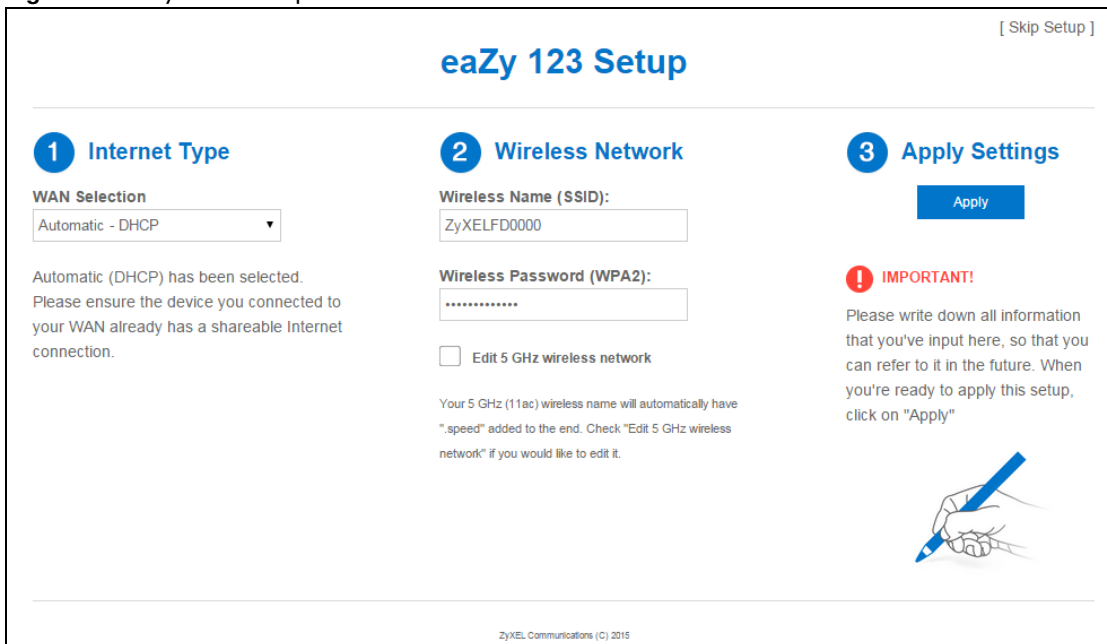 [ Skip Setup ]
eaZy 123 Setup
1 Internet Type
WAN Selection
Automatic - DHCP
Automatic (DHCP) has been selected.
Please ensure the device you connected to
your WAN already has a shareable Internet
connection.
2 Wireless Network
Wireless Name (SSID):
ZyXELFD0000
Wireless Password (WPA2):
•••••••••••••
Edit 5 GHz wireless network
Your 5 GHz (11ac) wireless name will automatically have
".speed" added to the end. Check "Edit 5 GHz wireless
network" if you would like to edit it.
3 Apply Settings
Apply
! IMPORTANT!
Please write down all information
that you've input here, so that you
can refer to it in the future. When
you're ready to apply this setup,
click on "Apply"
ZyXEL Communications (C) 2015